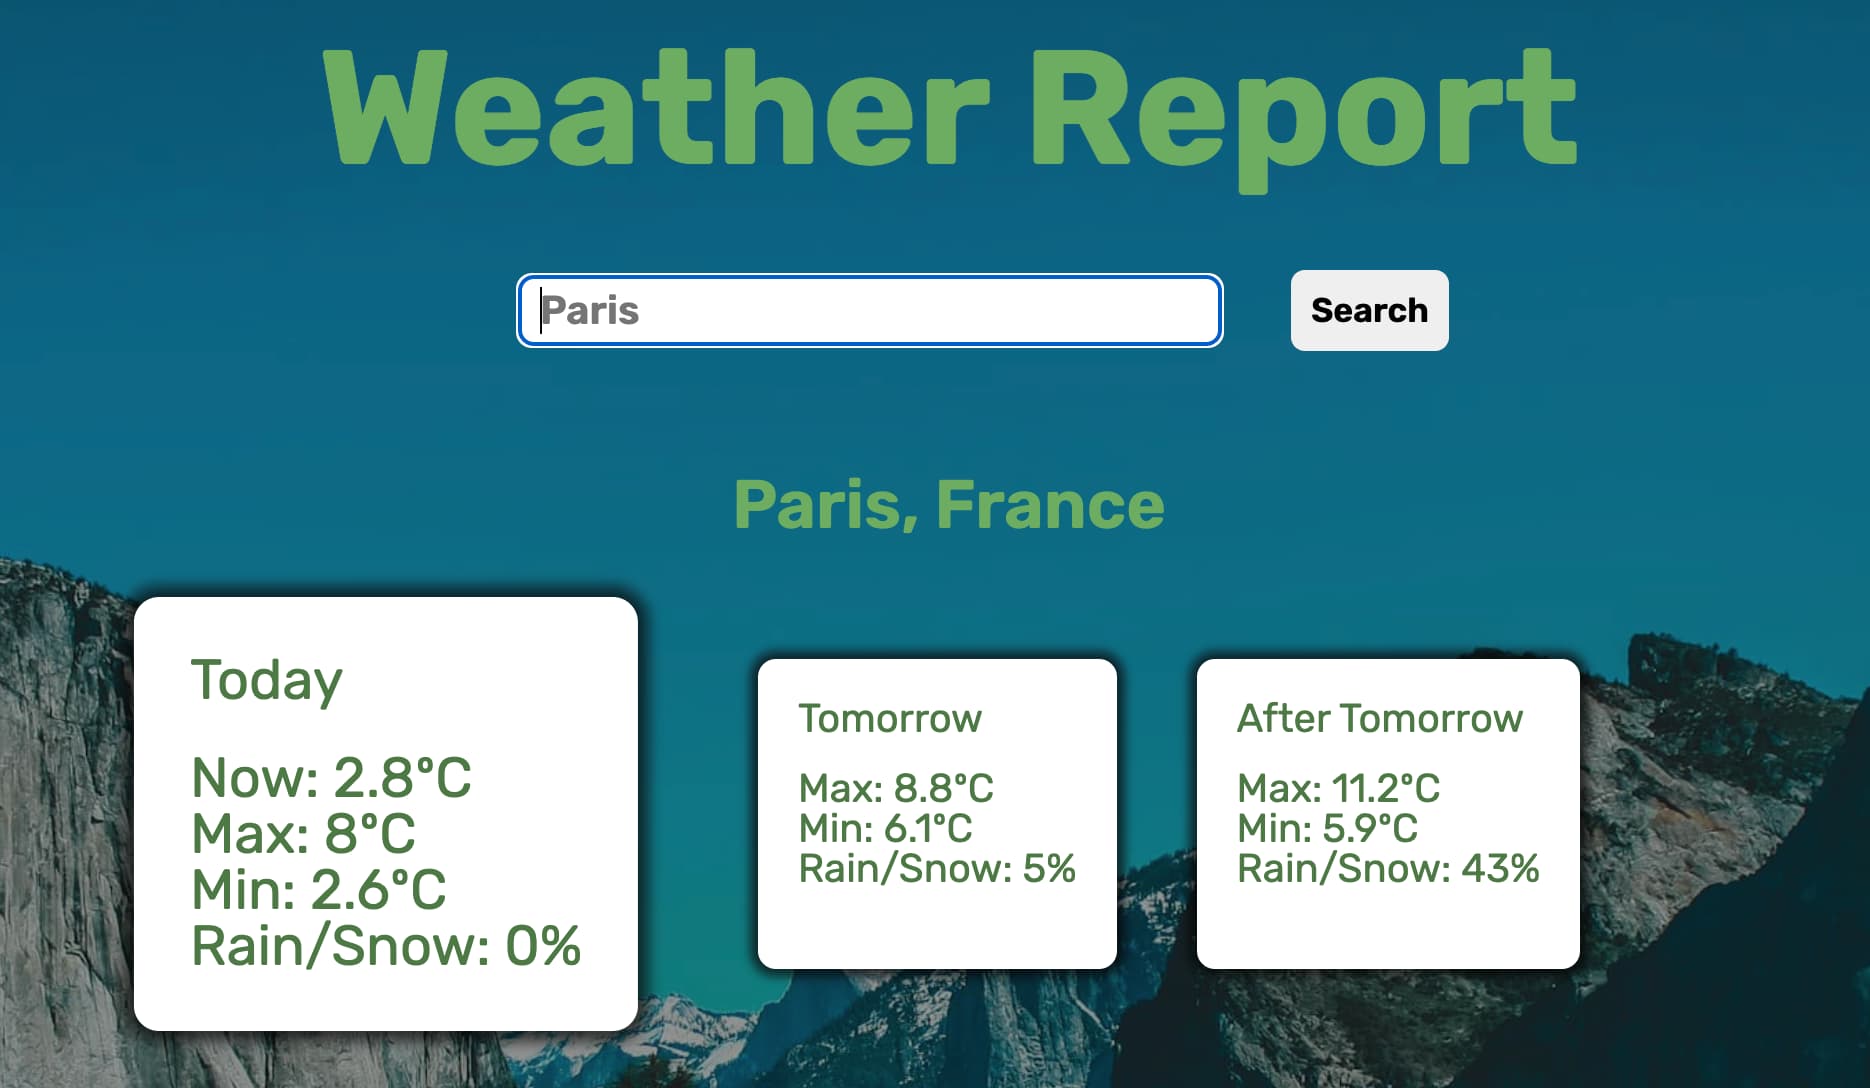 Weather Report
Paris
Search
Paris, France
Today
Now: 2.8°C
Max: 8°C
Min: 2.6°C
Rain/Snow: 0%
Tomorrow
Max: 8.8°C
Min: 6.1°C
Rain/Snow: 5%
After Tomorrow
Max: 11.2°C
Min: 5.9°C
Rain/Snow: 43%